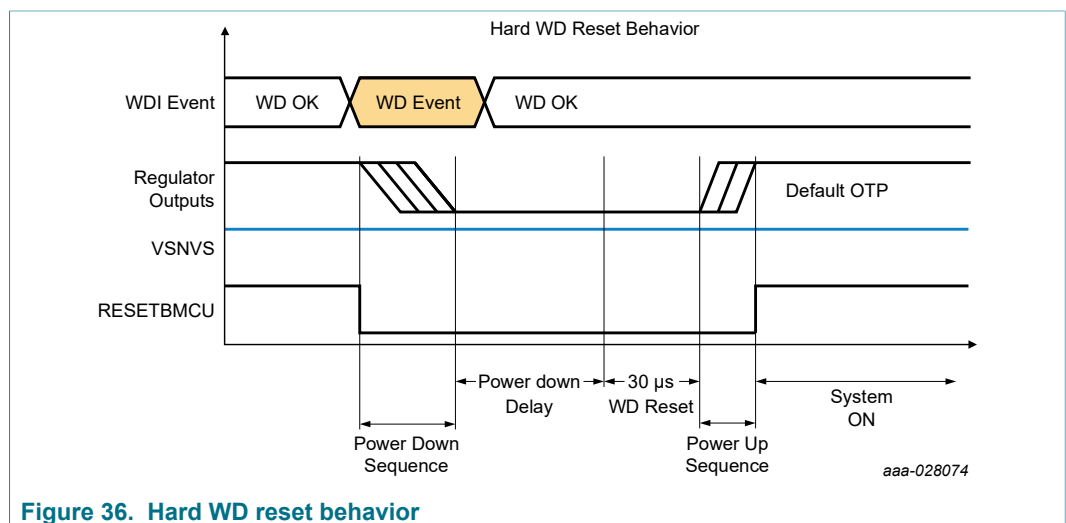 Hard WD Reset Behavior
WDI Event
WD OK
WD Event
WD OK
Regulator
Outputs
Default OTP
VSNVS
RESETBMCU
Power down
Delay
30 µs
WD Reset
System
ON
Power Down
Sequence
Power Up
Sequence
aaa-028074
Figure 36. Hard WD reset behavior